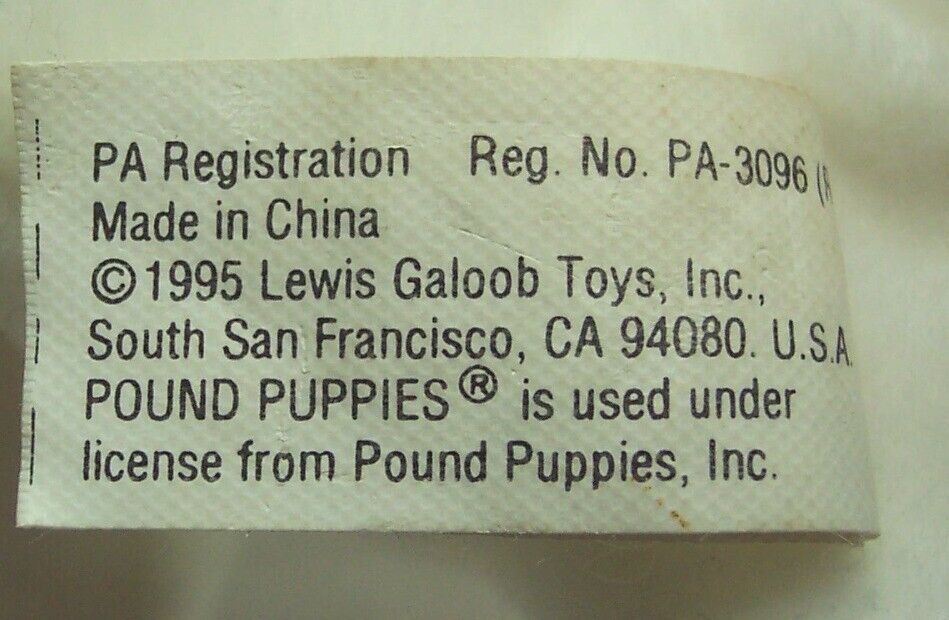 PA Registration Reg. No. PA-3096
Made in China
©1995 Lewis Galoob Toys, Inc.,
South San Francisco, CA 94080. U.S.A.
POUND PUPPIES® is used under
license from Pound Puppies, Inc.